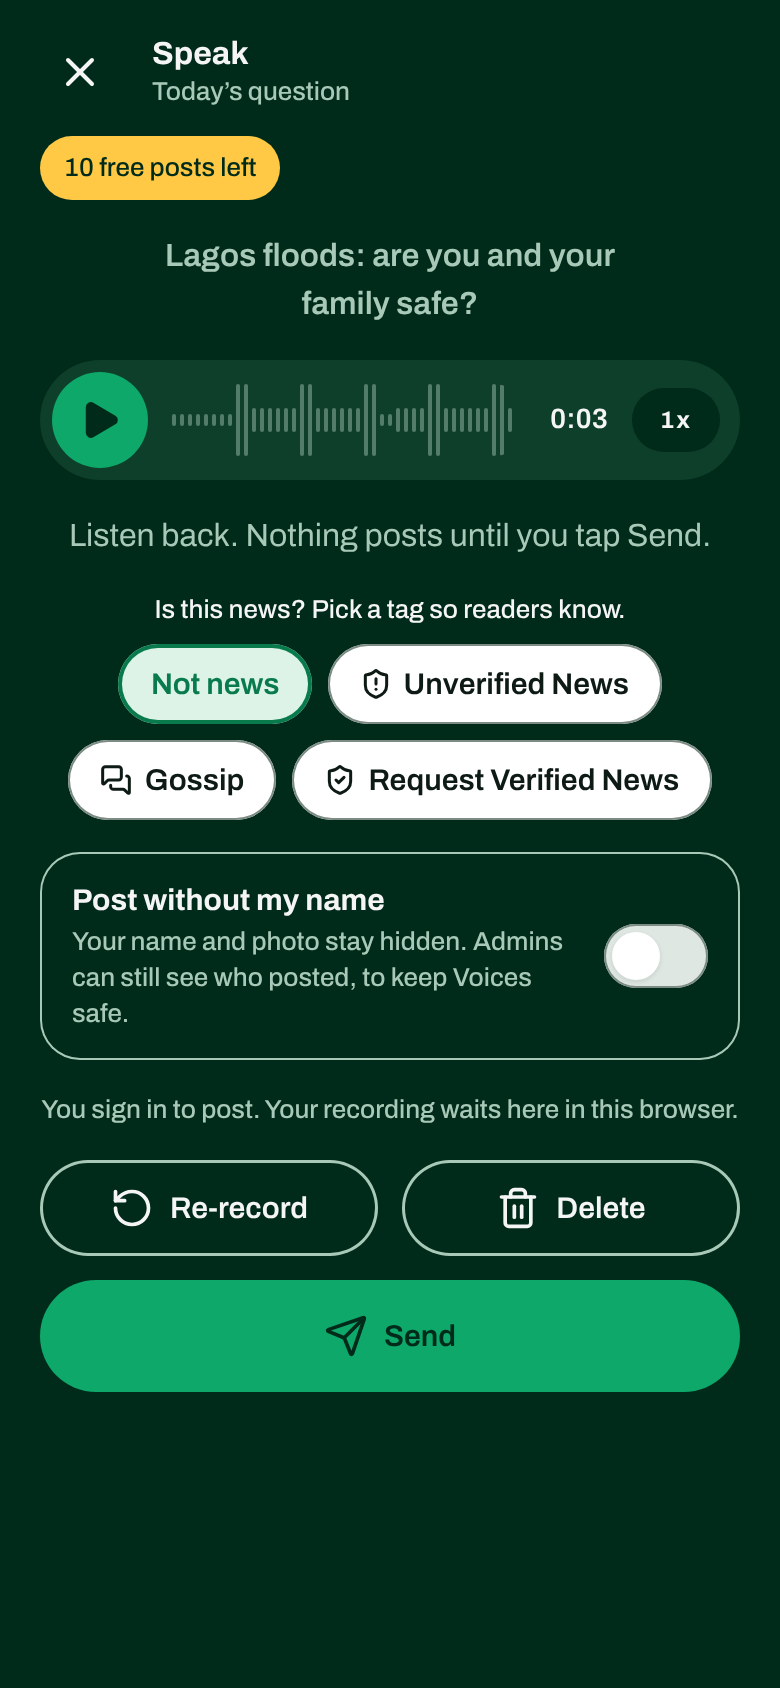 Speak
Today’s question
10 free posts left
Lagos floods: are you and your
family safe?
0:03
1x
Listen back. Nothing posts until you tap Send.
Is this news? Pick a tag so readers know.
Not news
Unverified News
Gossip
Request Verified News
Post without my name
Your name and photo stay hidden. Admins
can still see who posted, to keep Voices
safe.
You sign in to post. Your recording waits here in this browser.
Re-record
Delete
Send